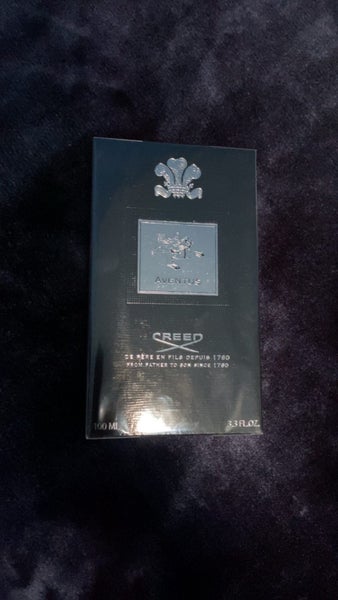 AVENTUS
CREED
DE PÈRE EN FILS DEPUIS 1760
FROM FATHER TO SON SINCE 1760
100 ML
3.3 FL.OZ.